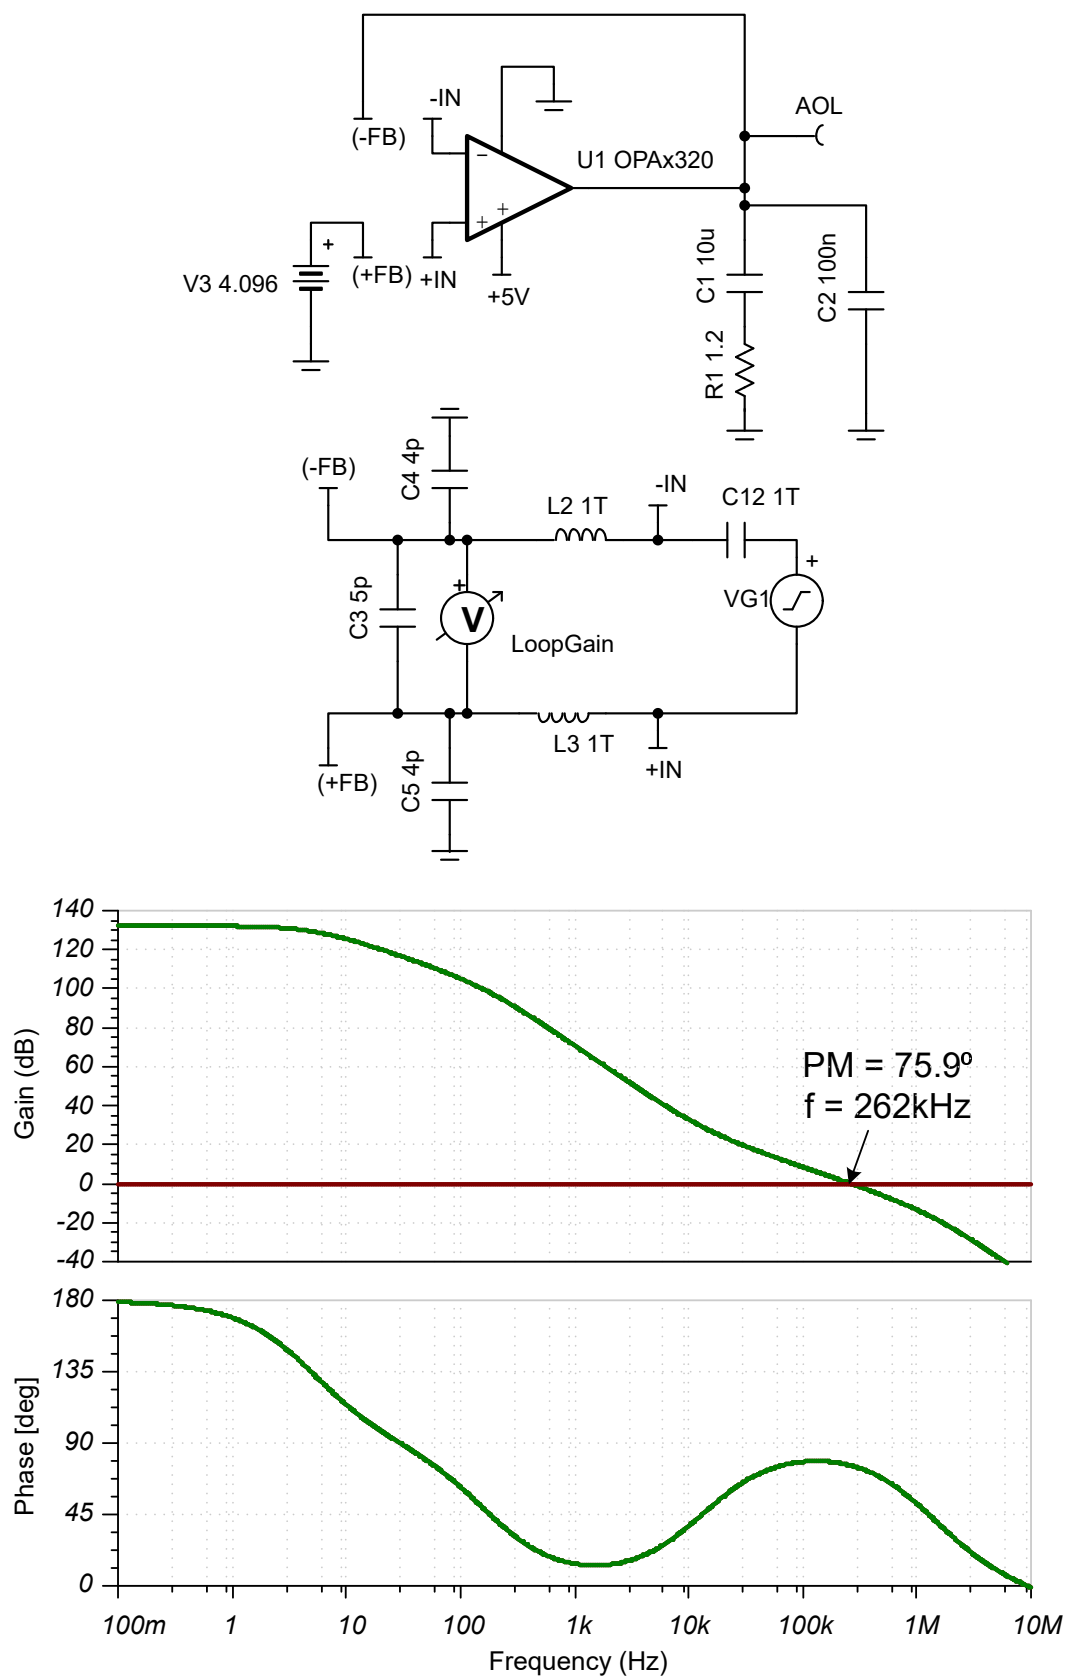 AOL
-IN
(-FB)
U1 OPAx320
−
+
+
+
(+FB)
+IN
V3 4.096
+5V
C1 10u
C2 100n
R1 1.2
C4 4p
(-FB)
-IN
C12 1T
L2 1T
+
+
VG1
C3 5p
V
LoopGain
L3 1T
+IN
(+FB)
C5 4p
140
120
100
80
60
40
20
0
-20
-40
Gain (dB)
PM = 75.9º
f = 262kHz
180
135
90
45
0
Phase [deg]
100m 1 10 100 1k 10k 100k 1M 10M
Frequency (Hz)